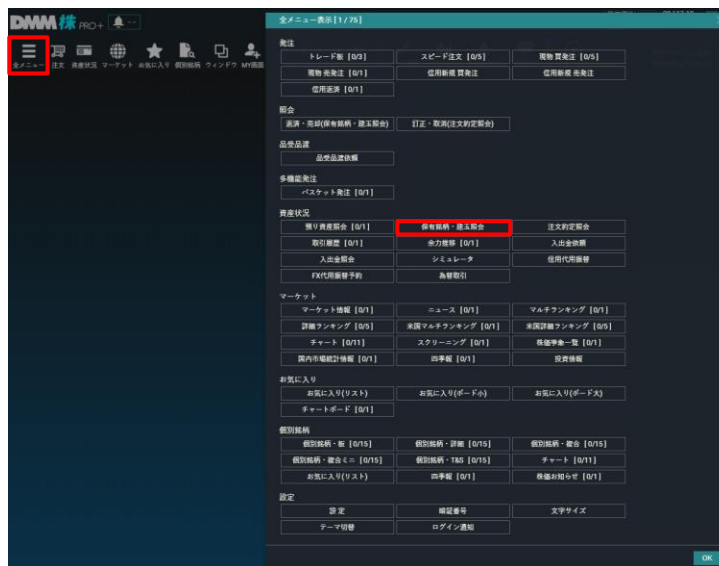 DMM株 PRO+
全メニュー 注文 資産状況 マーケット お気に入り 個別銘柄 ウィンドウ MY画面
全メニュー表示 [1/75]
発注
トレード板 [0/3] スピード注文 [0/5] 現物 買発注 [0/5]
現物 売発注 [0/1] 信用新規 買発注 信用新規 売発注
信用返済 [0/1]
照会
返済・売却(保有銘柄・建玉照会) 訂正・取消(注文約定照会)
品受品渡
品受品渡依頼
多機能発注
バスケット発注 [0/1]
資産状況
預り資産照会 [0/1] 保有銘柄・建玉照会 注文約定照会
取引履歴 [0/1] 余力推移 [0/1] 入出金依頼
入出金照会 シミュレータ 信用代用振替
FX代用振替予約 為替取引
マーケット
マーケット情報 [0/1] ニュース [0/1] マルチランキング [0/1]
詳細ランキング [0/5] 米国マルチランキング [0/1] 米国詳細ランキング [0/5]
チャート [0/11] スクリーニング [0/1] 株価予象一覧 [0/1]
国内市場統計情報 [0/1] 四季報 [0/1] 投資情報
お気に入り
お気に入り(リスト) お気に入り(ボード小) お気に入り(ボード大)
チャートボード [0/1]
個別銘柄
個別銘柄・板 [0/15] 個別銘柄・詳細 [0/15] 個別銘柄・複合 [0/15]
個別銘柄・複合ミニ [0/15] 個別銘柄・T&S [0/15] チャート [0/11]
お気に入り(リスト) 四季報 [0/1] 株価お知らせ [0/1]
設定
設定 暗証番号 文字サイズ
テーマ切替 ログイン通知
OK